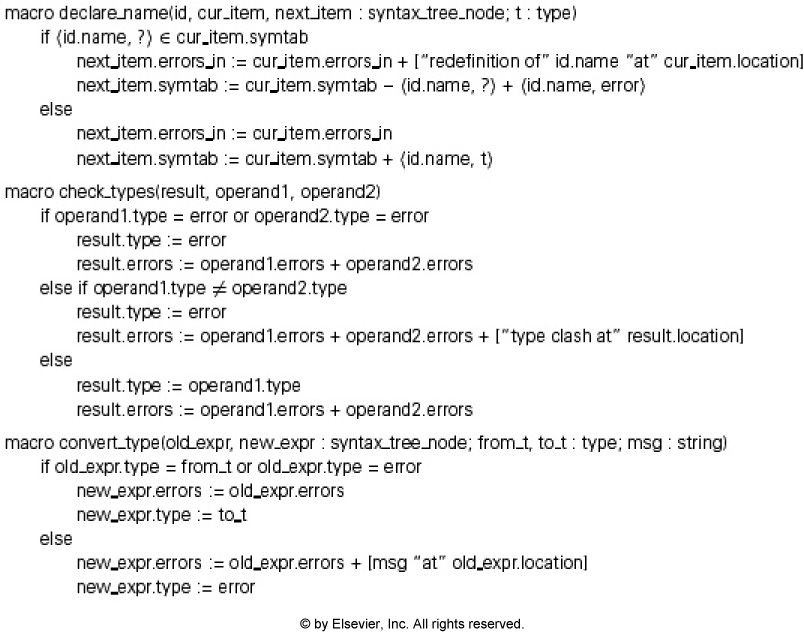 macro declare_name(id, cur_item, next_item : syntax_tree_node; t : type)
if ⟨id.name, ?⟩ ∈ cur_item.symtab
next_item.errors_in := cur_item.errors_in + ["redefinition of" id.name "at" cur_item.location]
next_item.symtab := cur_item.symtab – ⟨id.name, ?⟩ + ⟨id.name, error⟩
else
next_item.errors_in := cur_item.errors_in
next_item.symtab := cur_item.symtab + ⟨id.name, t⟩
macro check_types(result, operand1, operand2)
if operand1.type = error or operand2.type = error
result.type := error
result.errors := operand1.errors + operand2.errors
else if operand1.type ≠ operand2.type
result.type := error
result.errors := operand1.errors + operand2.errors + ["type clash at" result.location]
else
result.type := operand1.type
result.errors := operand1.errors + operand2.errors
macro convert_type(old_expr, new_expr : syntax_tree_node; from_t, to_t : type; msg : string)
if old_expr.type = from_t or old_expr.type = error
new_expr.errors := old_expr.errors
new_expr.type := to_t
else
new_expr.errors := old_expr.errors + [msg "at" old_expr.location]
new_expr.type := error
© by Elsevier, Inc. All rights reserved.